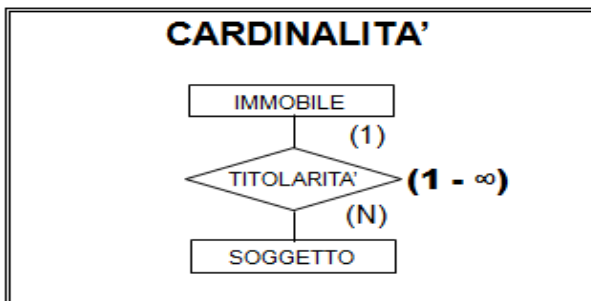 CARDINALITA'
IMMOBILE
(1)
TITOLARITA'
(1 - ∞)
(N)
SOGGETTO